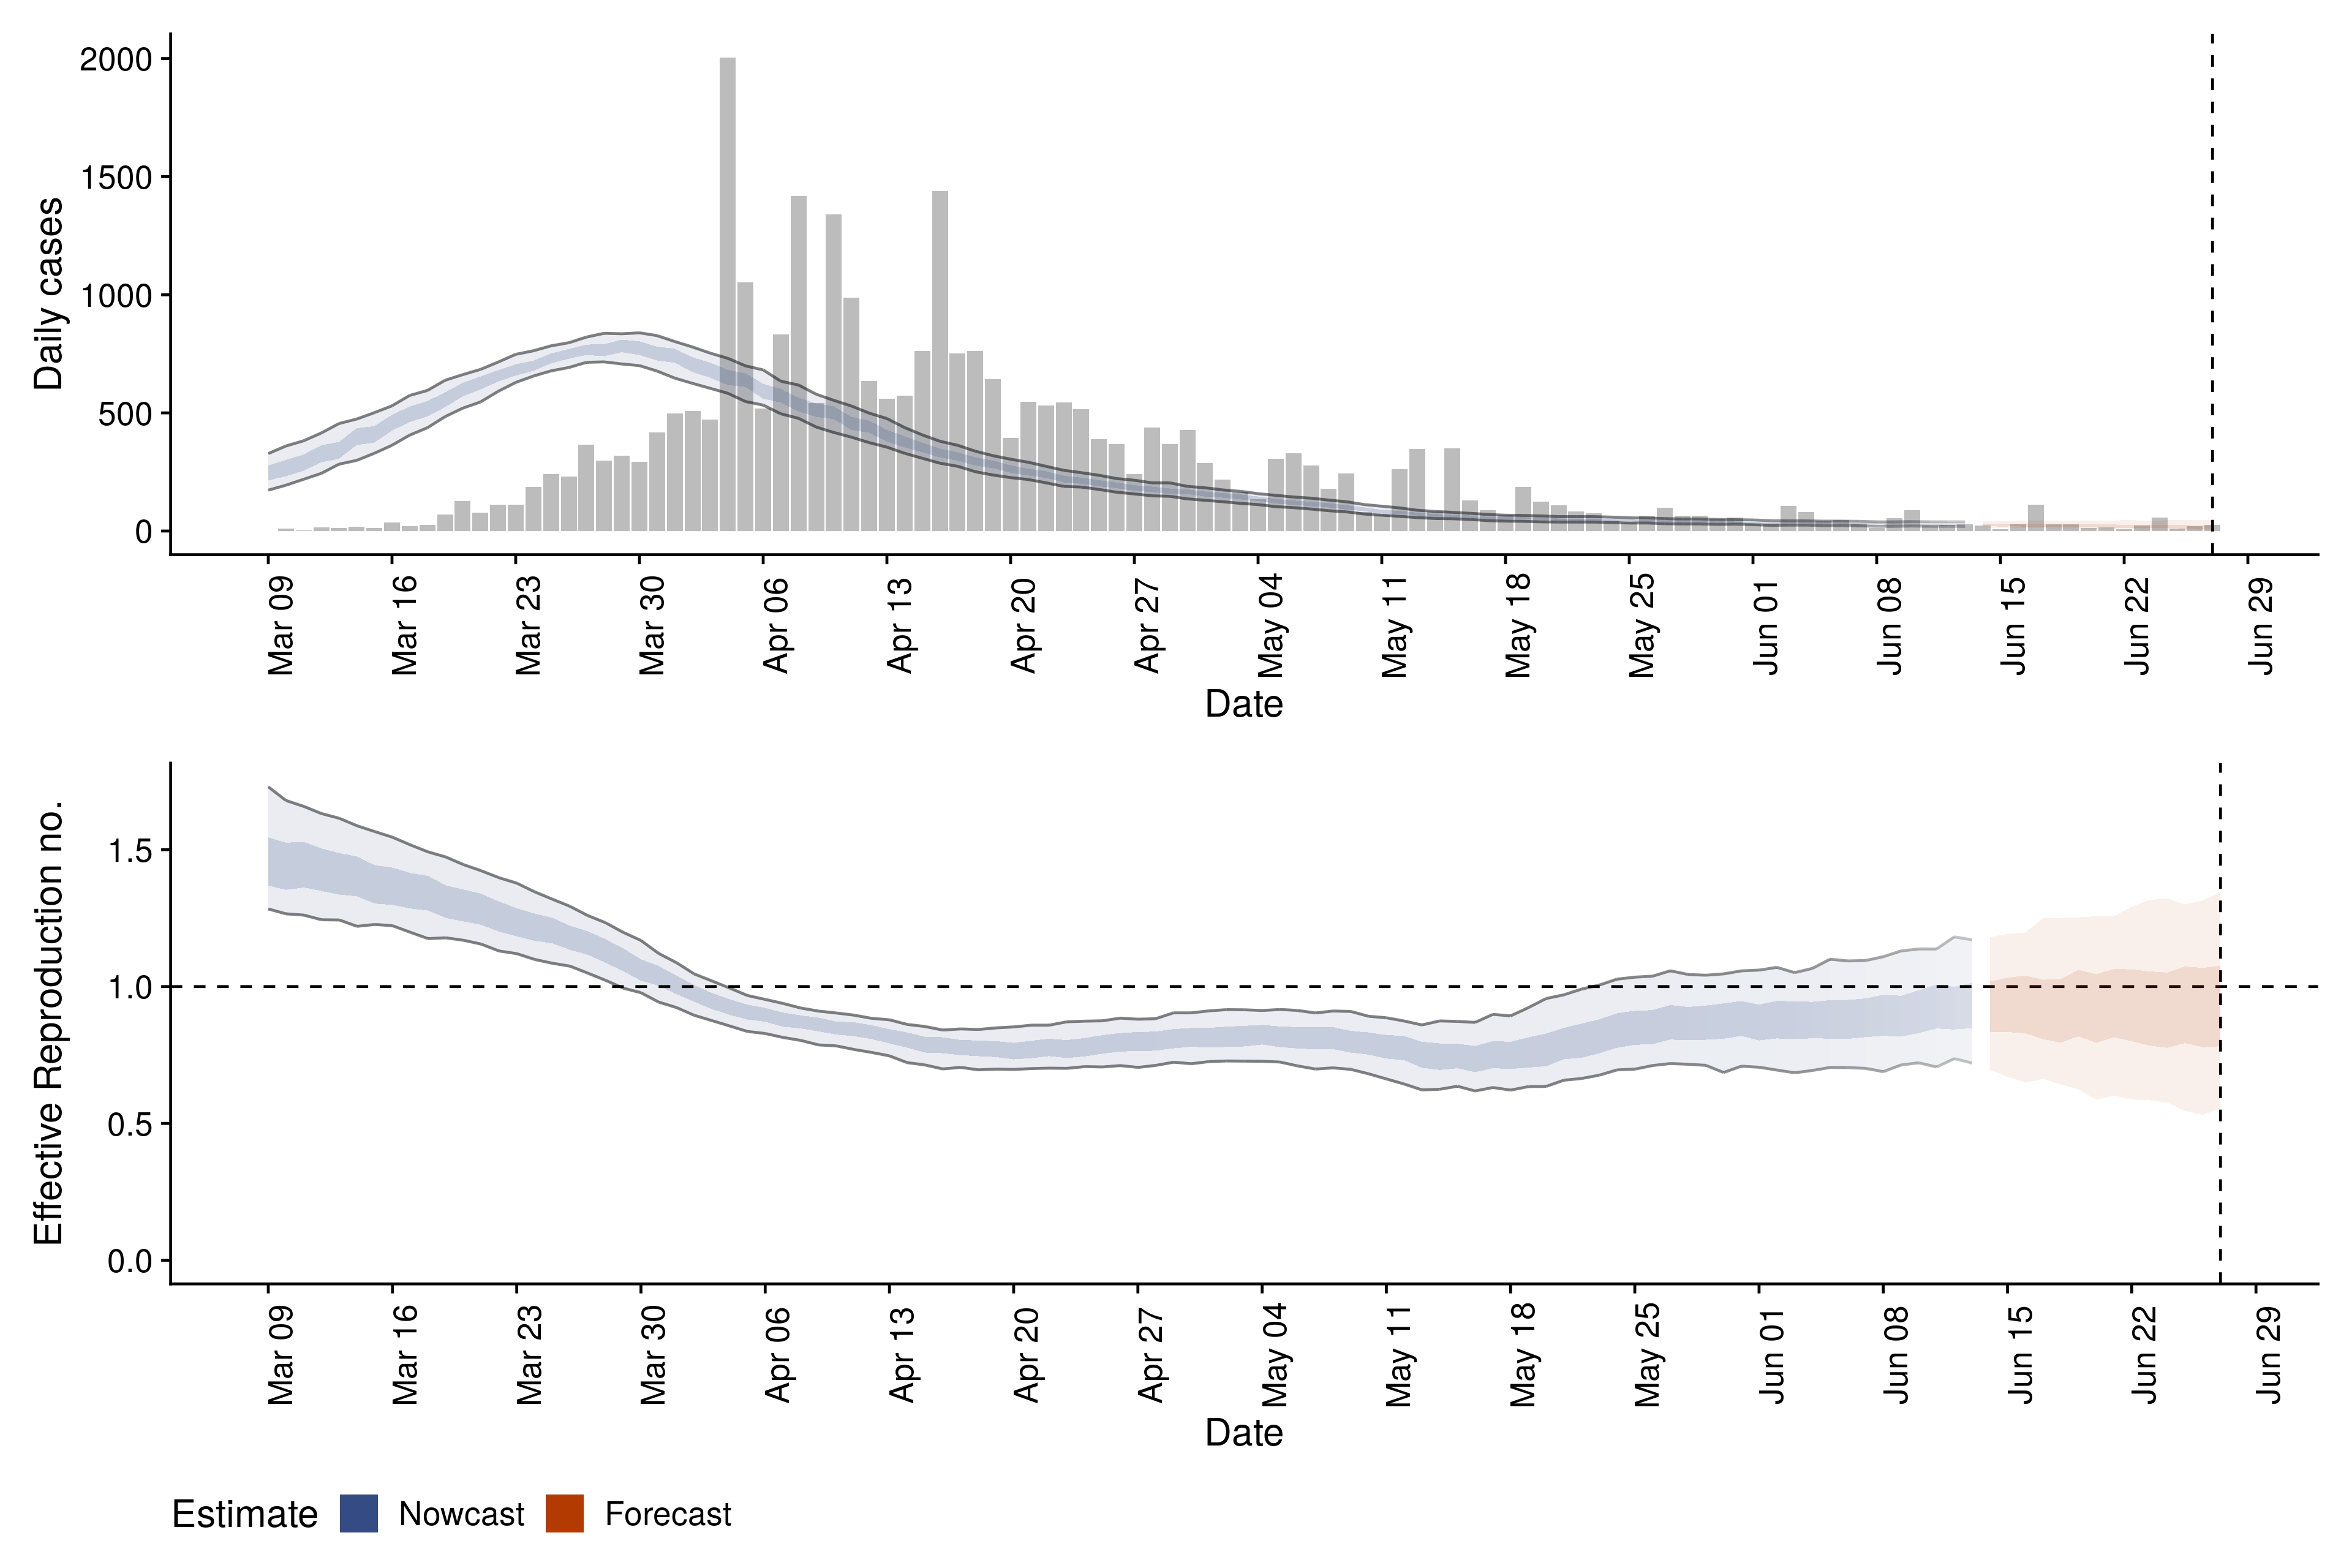 Daily cases
2000
1500
1000
500
0
Mar 09
Mar 16
Mar 23
Mar 30
Apr 06
Apr 13
Apr 20
Apr 27
May 04
May 11
May 18
May 25
Jun 01
Jun 08
Jun 15
Jun 22
Jun 29
Date
Effective Reproduction no.
1.5
1.0
0.5
0.0
Mar 09
Mar 16
Mar 23
Mar 30
Apr 06
Apr 13
Apr 20
Apr 27
May 04
May 11
May 18
May 25
Jun 01
Jun 08
Jun 15
Jun 22
Jun 29
Date
Estimate Nowcast Forecast